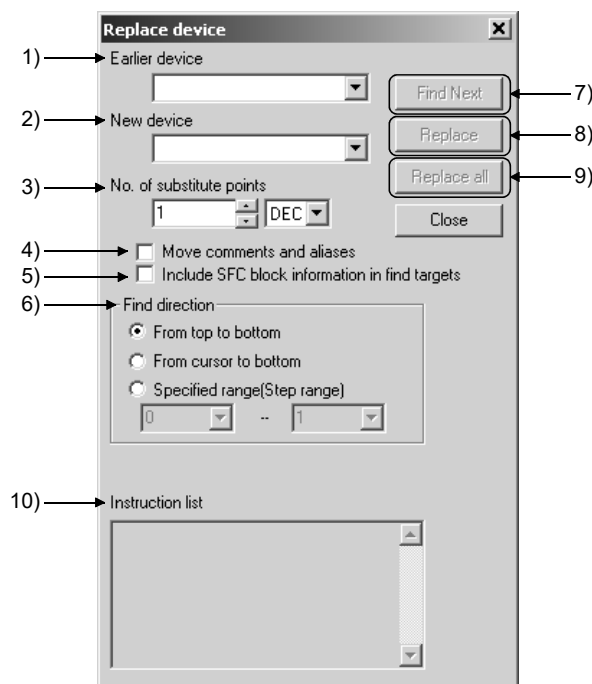 Replace device
1) Earlier device
Find Next 7)
2) New device
Replace 8)
Replace all 9)
3) No. of substitute points
1 DEC
Close
4) Move comments and aliases
5) Include SFC block information in find targets
6) Find direction
From top to bottom
From cursor to bottom
Specified range(Step range)
0 -- 1
10) Instruction list